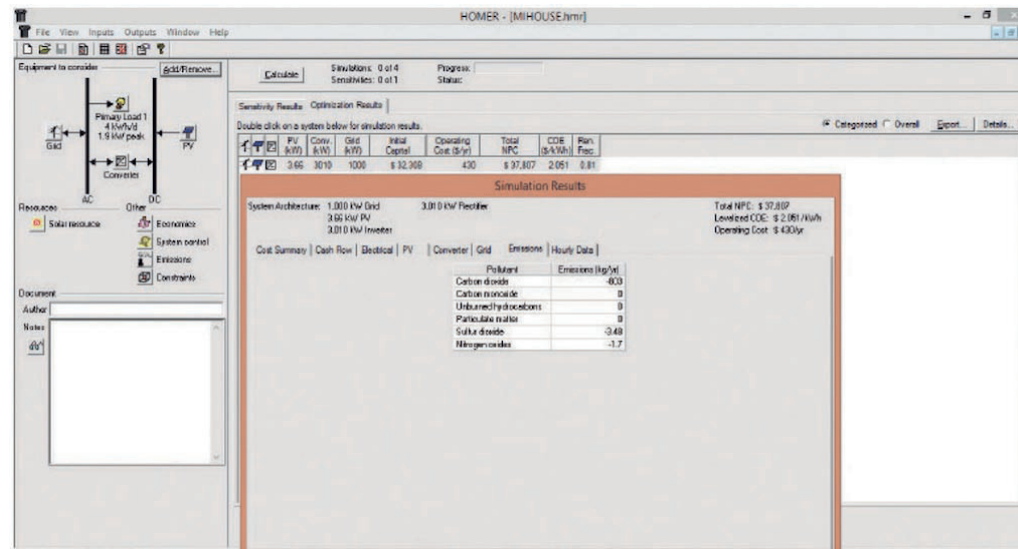 HOMER - [MIHOUSE.hmr]
File View Inputs Outputs Window Help
Equipment to consider
Add/Remove...
Calculate
Simulations: 0 of 4
Progress:
Sensitivities: 0 of 1
Status:
Primary Load 1
4 kWh/d
1.9 kW peak
Grid
PV
Converter
AC
DC
Resources
Other
Solar resource
Economics
System control
Emissions
Constraints
Document
Author
Notes
Sensitivity Results
Optimization Results
Double click on a system below for simulation results.
Categorized
Overall
Export...
Details...
PV (kW) Conv. (kW) Grid (kW) Initial Capital Operating Cost ($/yr) Total NPC COE ($/kWh) Ren. Frac.
3.66 3010 1000 $ 32,308 430 $ 37,807 2.051 0.81
Simulation Results
System Architecture: 1,000 kW Grid
3,010 kW Rectifier
3.66 kW PV
3,010 kW Inverter
Total NPC: $ 37,807
Levelized COE: $ 2.051/kWh
Operating Cost: $ 430/yr
Cost Summary Cash Flow Electrical PV Converter Grid Emissions Hourly Data
Pollutant Emissions (kg/yr)
Carbon dioxide -803
Carbon monoxide 0
Unburned hydrocarbons 0
Particulate matter 0
Sulfur dioxide -3.48
Nitrogen oxides -1.7